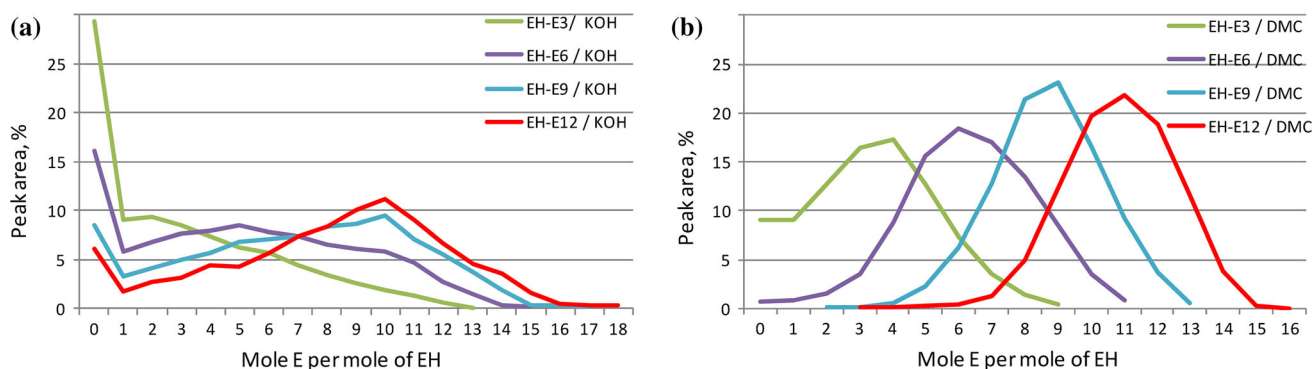 (a)
EH-E3/ KOH
EH-E6 / KOH
EH-E9 / KOH
EH-E12 / KOH
Peak area, %
25
20
15
10
5
0
0 1 2 3 4 5 6 7 8 9 10 11 12 13 14 15 16 17 18
Mole E per mole of EH
(b)
EH-E3 / DMC
EH-E6 / DMC
EH-E9 / DMC
EH-E12 / DMC
Peak area, %
25
20
15
10
5
0
0 1 2 3 4 5 6 7 8 9 10 11 12 13 14 15 16
Mole E per mole of EH